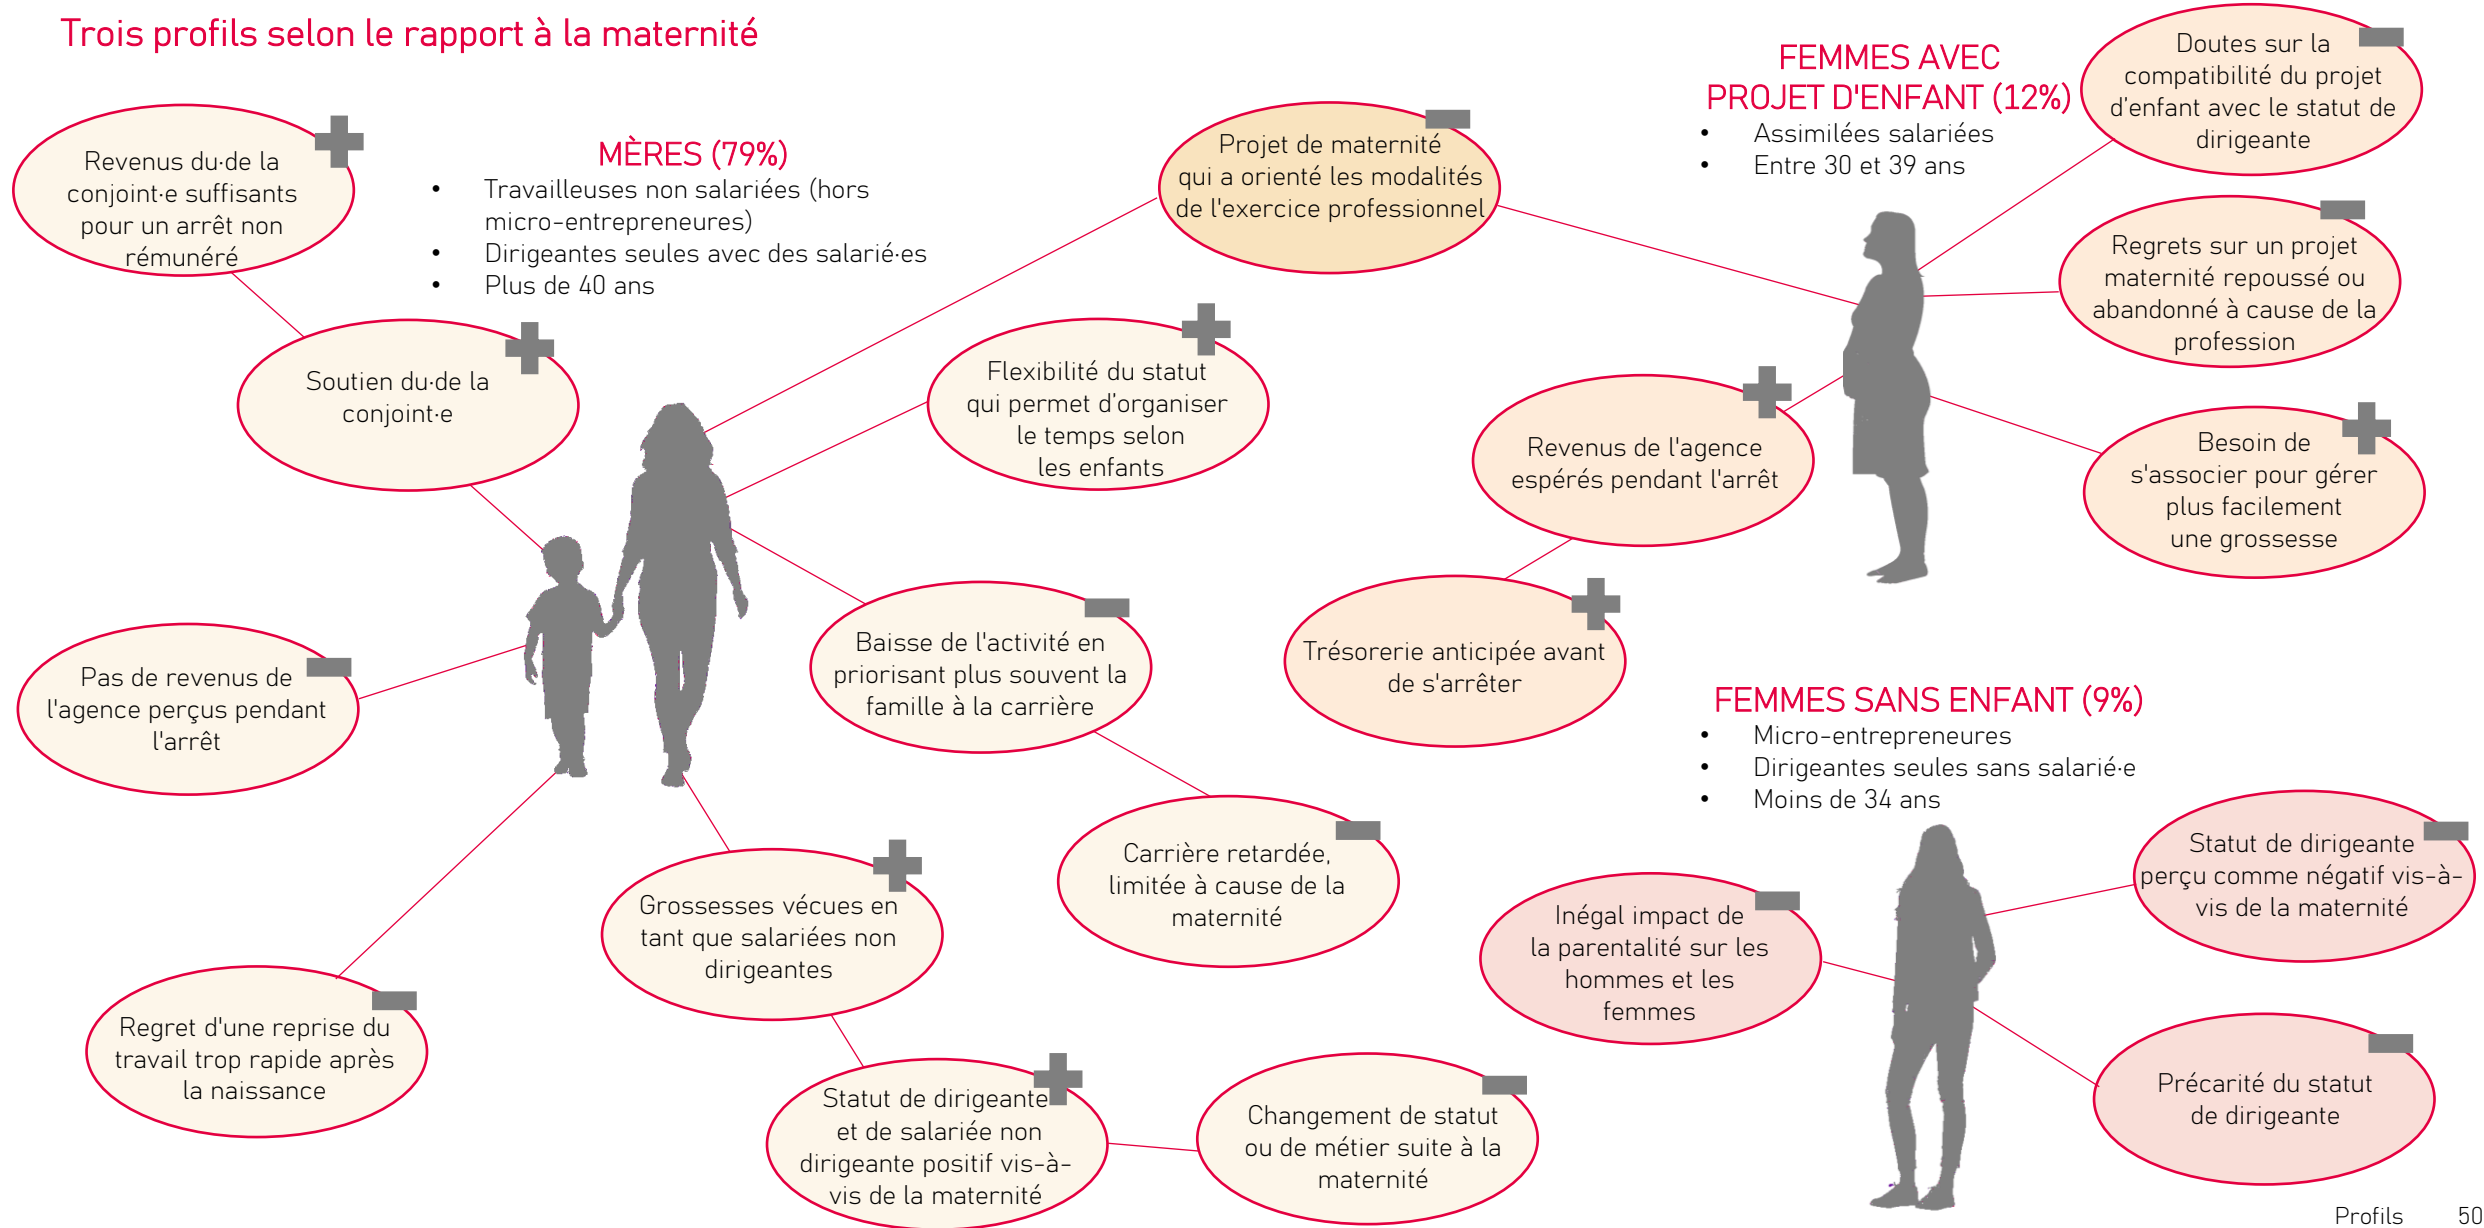 Trois profils selon le rapport à la maternité
MÈRES (79%)
• Travailleuses non salariées (hors
micro-entrepreneures)
• Dirigeantes seules avec des salarié·es
• Plus de 40 ans
Revenus du·de la
conjoint·e suffisants
pour un arrêt non
rémunéré
Soutien du·de la
conjoint·e
Projet de maternité
qui a orienté les modalités
de l'exercice professionnel
Flexibilité du statut
qui permet d'organiser
le temps selon
les enfants
Baisse de l'activité en
priorisant plus souvent la
famille à la carrière
Carrière retardée,
limitée à cause de la
maternité
Pas de revenus de
l'agence perçus pendant
l'arrêt
Regret d'une reprise du
travail trop rapide après
la naissance
Grossesses vécues en
tant que salariées non
dirigeantes
Statut de dirigeante
et de salariée non
dirigeante positif vis-à-
vis de la maternité
Changement de statut
ou de métier suite à la
maternité
FEMMES AVEC
PROJET D'ENFANT (12%)
• Assimilées salariées
• Entre 30 et 39 ans
Doutes sur la
compatibilité du projet
d'enfant avec le statut de
dirigeante
Regrets sur un projet
maternité repoussé ou
abandonné à cause de la
profession
Besoin de
s'associer pour gérer
plus facilement
une grossesse
Revenus de l'agence
espérés pendant l'arrêt
Trésorerie anticipée avant
de s'arrêter
FEMMES SANS ENFANT (9%)
• Micro-entrepreneures
• Dirigeantes seules sans salarié·e
• Moins de 34 ans
Inégal impact de
la parentalité sur les
hommes et les
femmes
Statut de dirigeante
perçu comme négatif vis-à-
vis de la maternité
Précarité du statut
de dirigeante
Profils 50